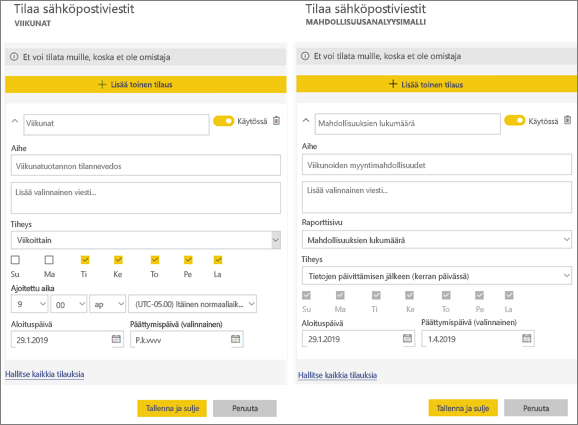 Tilaa sähköpostiviestit
VIIKUNAT
Et voi tilata muille, koska et ole omistaja
+ Lisää toinen tilaus
Viikunat
Käytössä
Aihe
Viikunatuotannon tilannevedos
Lisää valinnainen viesti...
Tiheys
Viikoittain
Su Ma Ti Ke To Pe La
Ajoitettu aika
9 00 ap (UTC-05.00) Itäinen normaaliaik...
Aloituspäivä Päättymispäivä (valinnainen)
29.1.2019 P.k.vvvv
Hallitse kaikkia tilauksia
Tallenna ja sulje Peruuta
Tilaa sähköpostiviestit
MAHDOLLISUUSANALYYSIMALLI
Et voi tilata muille, koska et ole omistaja
+ Lisää toinen tilaus
Mahdollisuuksien lukumäärä
Käytössä
Aihe
Viikunoiden myyntimahdollisuudet
Lisää valinnainen viesti...
Raporttisivu
Mahdollisuuksien lukumäärä
Tiheys
Tietojen päivittämisen jälkeen (kerran päivässä)
Su Ma Ti Ke To Pe La
Aloituspäivä Päättymispäivä (valinnainen)
29.1.2019 1.4.2019
Hallitse kaikkia tilauksia
Tallenna ja sulje Peruuta